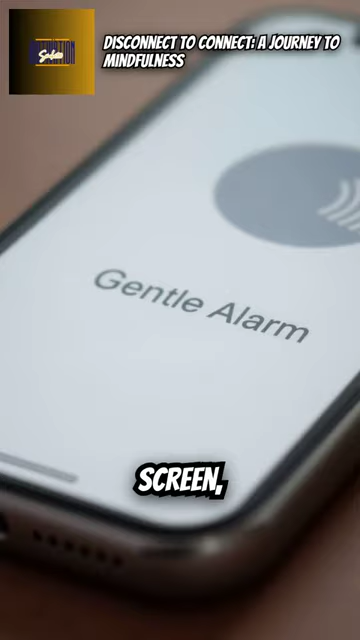 DISCONNECT TO CONNECT: A JOURNEY TO
MINDFULNESS
Gentle Alarm
SCREEN,